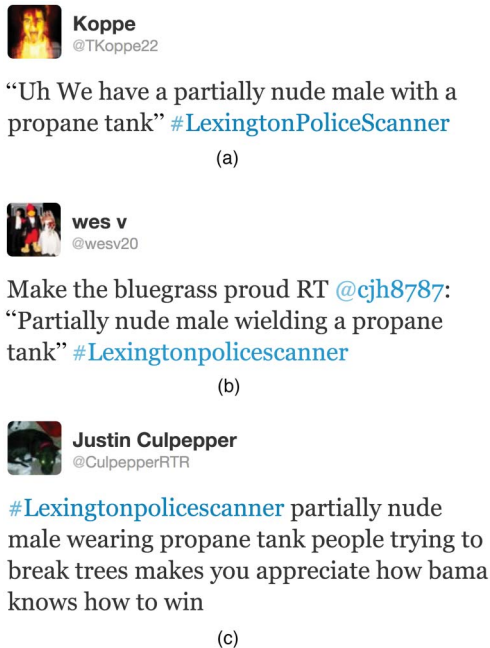 Koppe
@TKoppe22
“Uh We have a partially nude male with a
propane tank” #LexingtonPoliceScanner
(a)
wes v
@wesv20
Make the bluegrass proud RT @cjh8787:
“Partially nude male wielding a propane
tank” #Lexingtonpolicescanner
(b)
Justin Culpepper
@CulpepperRTR
#Lexingtonpolicescanner partially nude
male wearing propane tank people trying to
break trees makes you appreciate how bama
knows how to win
(c)